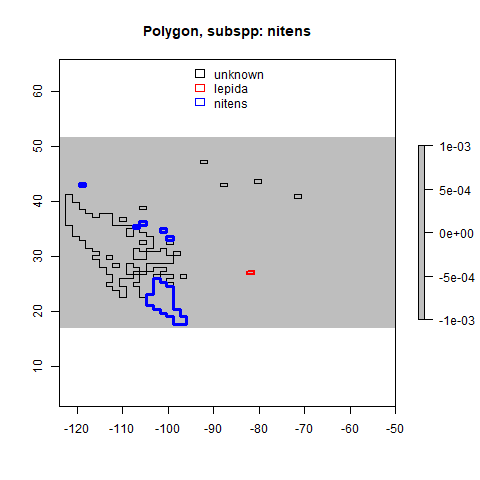 Polygon, subspp: nitens
unknown
lepida
nitens
60
50
40
30
20
10
-120 -110 -100 -90 -80 -70 -60 -50
1e-03
5e-04
0e+00
-5e-04
-1e-03